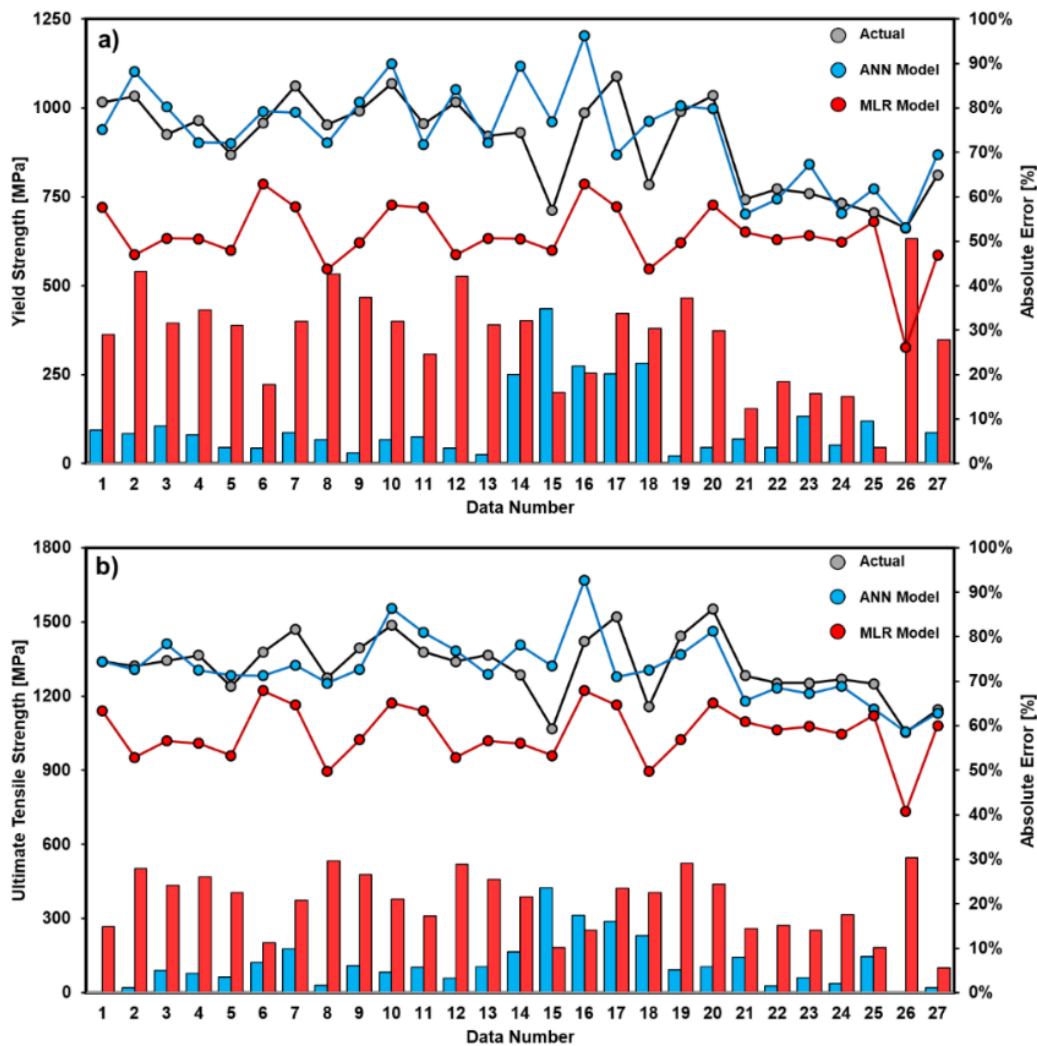 a)
Yield Strength [MPa]
1250
1000
750
500
250
0
100%
90%
80%
70%
60%
50%
40%
30%
20%
10%
0%
Absolute Error [%]
Actual
ANN Model
MLR Model
1 2 3 4 5 6 7 8 9 10 11 12 13 14 15 16 17 18 19 20 21 22 23 24 25 26 27
Data Number
b)
Ultimate Tensile Strength [MPa]
1800
1500
1200
900
600
300
0
100%
90%
80%
70%
60%
50%
40%
30%
20%
10%
0%
Absolute Error [%]
Actual
ANN Model
MLR Model
1 2 3 4 5 6 7 8 9 10 11 12 13 14 15 16 17 18 19 20 21 22 23 24 25 26 27
Data Number